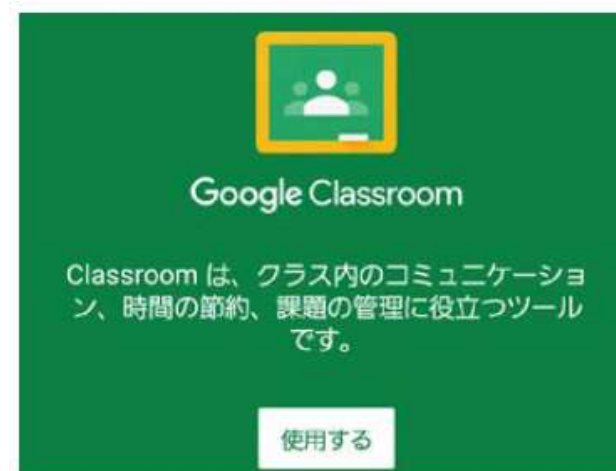 Google Classroom
Classroom は、クラス内のコミュニケーショ
ン、時間の節約、課題の管理に役立つツール
です。
使用する